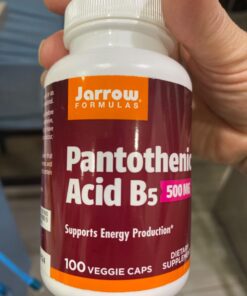 Jarrow
FORMULAS®
Pantothenic
Acid B5 500 MG
Supports Energy Production*
100 VEGGIE CAPS
DIETARY
SUPPLEMENT